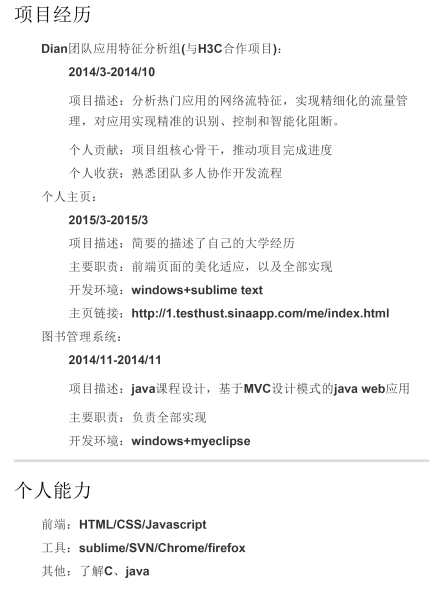 项目经历
Dian团队应用特征分析组(与H3C合作项目)：
2014/3-2014/10
项目描述：分析热门应用的网络流特征，实现精细化的流量管
理，对应用实现精准的识别、控制和智能化阻断。
个人贡献：项目组核心骨干，推动项目完成进度
个人收获：熟悉团队多人协作开发流程
个人主页：
2015/3-2015/3
项目描述：简要的描述了自己的大学经历
主要职责：前端页面的美化适应，以及全部实现
开发环境：windows+sublime text
主页链接：http://1.testhust.sinaapp.com/me/index.html
图书管理系统：
2014/11-2014/11
项目描述：java课程设计，基于MVC设计模式的java web应用
主要职责：负责全部实现
开发环境：windows+myeclipse
个人能力
前端：HTML/CSS/Javascript
工具：sublime/SVN/Chrome/firefox
其他：了解C、java